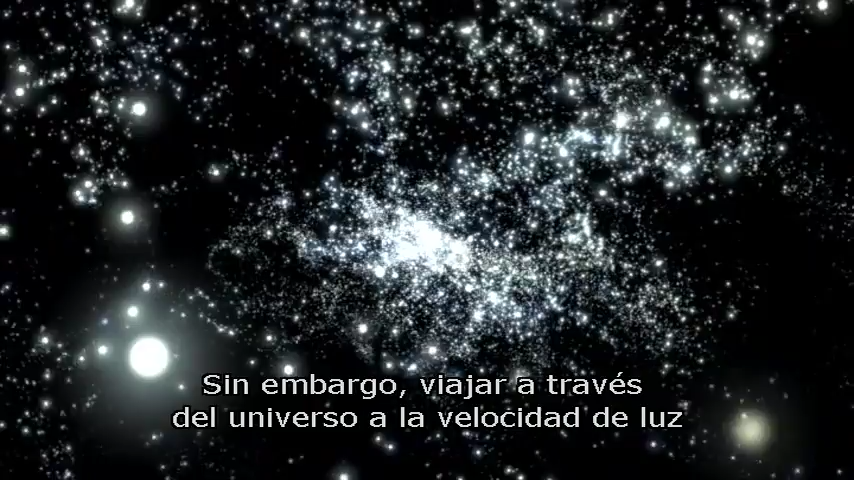 Sin embargo, viajar a través
del universo a la velocidad de luz